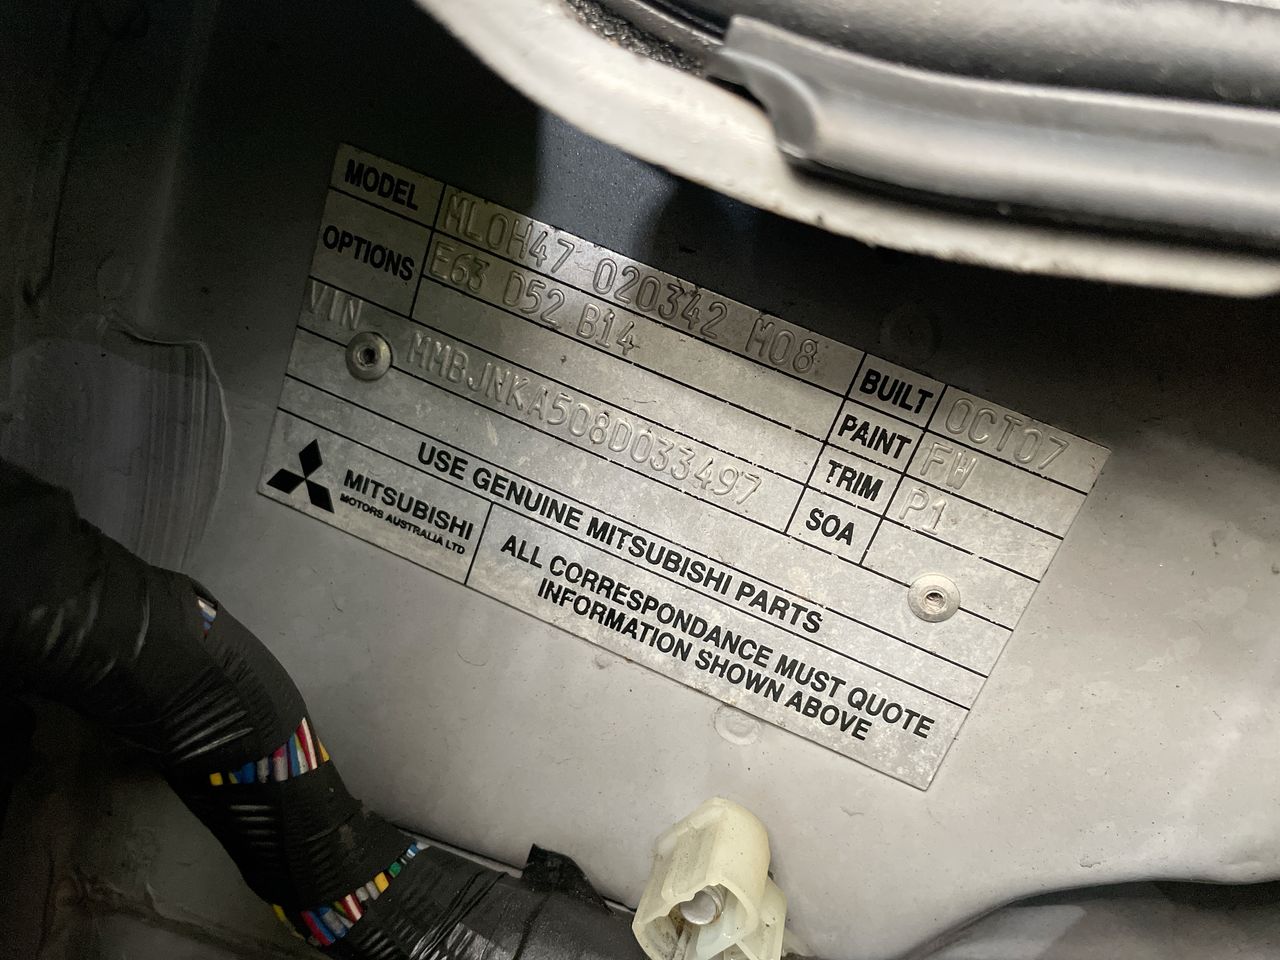 MODEL ML0H47 020342 M08
OPTIONS E63 D52 B14
BUILT OCT07
PAINT FW
TRIM P1
SOA
VIN MMBJNKA508D033497
USE GENUINE MITSUBISHI PARTS
MITSUBISHI
MOTORS AUSTRALIA LTD
ALL CORRESPONDANCE MUST QUOTE
INFORMATION SHOWN ABOVE